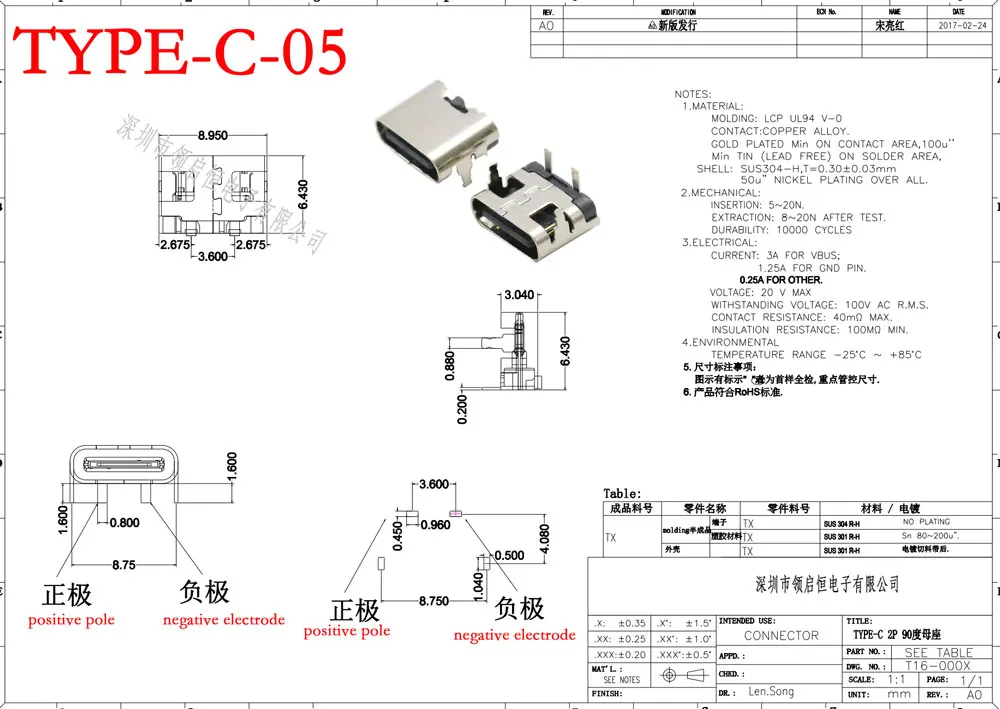 TYPE-C-05
REV.
MODIFICATION
ECN No.
NAME
DATE
A0
新版发行
宋亮红
2017-02-24
深圳市领启恒电子有限公司
8.950
6.430
2.675
2.675
3.600
NOTES:
1.MATERIAL:
MOLDING: LCP UL94 V-0
CONTACT:COPPER ALLOY.
GOLD PLATED Min ON CONTACT AREA,100u''
Min TIN (LEAD FREE) ON SOLDER AREA,
SHELL: SUS304-H,T=0.30±0.03mm
50u" NICKEL PLATING OVER ALL.
2.MECHANICAL:
INSERTION: 5~20N.
EXTRACTION: 8~20N AFTER TEST.
DURABILITY: 10000 CYCLES
3.ELECTRICAL:
CURRENT: 3A FOR VBUS;
1.25A FOR GND PIN.
0.25A FOR OTHER.
VOLTAGE: 20 V MAX
WITHSTANDING VOLTAGE: 100V AC R.M.S.
CONTACT RESISTANCE: 40mΩ MAX.
INSULATION RESISTANCE: 100MΩ MIN.
4.ENVIRONMENTAL
TEMPERATURE RANGE -25°C ~ +85°C
5.尺寸标注事项:
图示有标示" "者为首样全检,重点管控尺寸.
6.产品符合RoHS标准.
3.040
6.430
0.880
0.200
1.600
1.600
0.800
8.75
正极
负极
positive pole
negative electrode
3.600
0.450
0.960
4.080
0.500
1.040
8.750
正极
负极
positive pole
negative electrode
Table:
成品料号 零件名称 零件料号 材料 / 电镀
TX
molding半成品
端子 TX SUS 304 R-H NO PLATING
塑胶材料 TX SUS 301 R-H Sn 80~200u".
外壳 TX SUS 301 R-H 电镀切料带后.
深圳市领启恒电子有限公司
.X: ±0.35 .X°: ±1.5°
.XX: ±0.25 .XX°: ±1.0°
.XXX:±0.20 .XXX°:±0.5°
MAT'L.:
SEE NOTES
FINISH:
INTENDED USE:
CONNECTOR
APPD.:
CHKD.:
DR.: Len.Song
TITLE:
TYPE-C 2P 90度母座
PART NO.: SEE TABLE
DWG. NO.: T16-000X
SCALE: 1:1 PAGE: 1/1
UNIT: mm REV.: A0